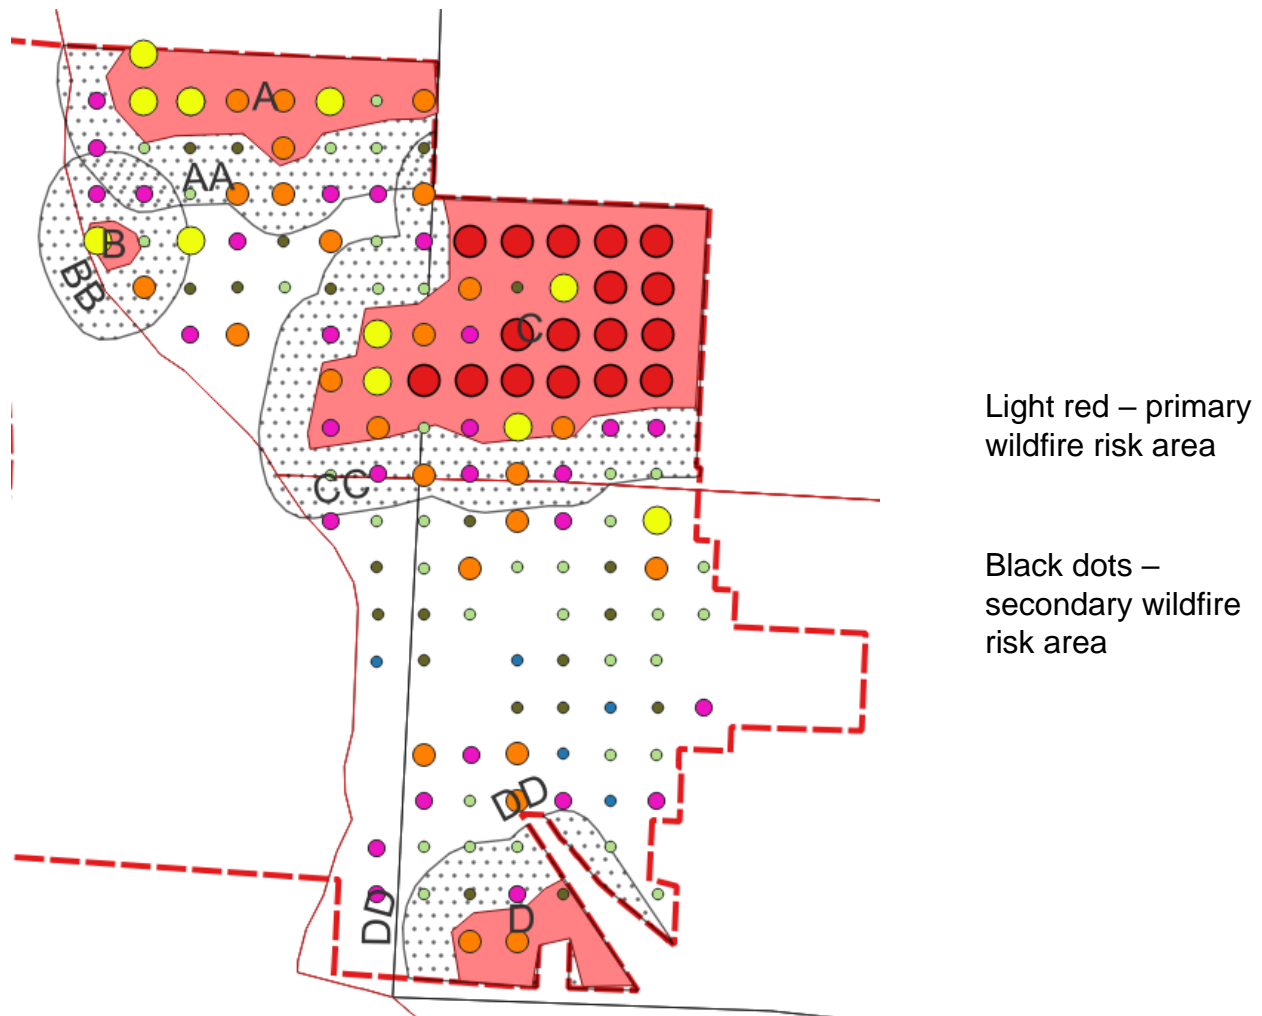 A
AA
B
BB
C
CC
Light red – primary
wildfire risk area
Black dots –
secondary wildfire
risk area
DD
DD
D